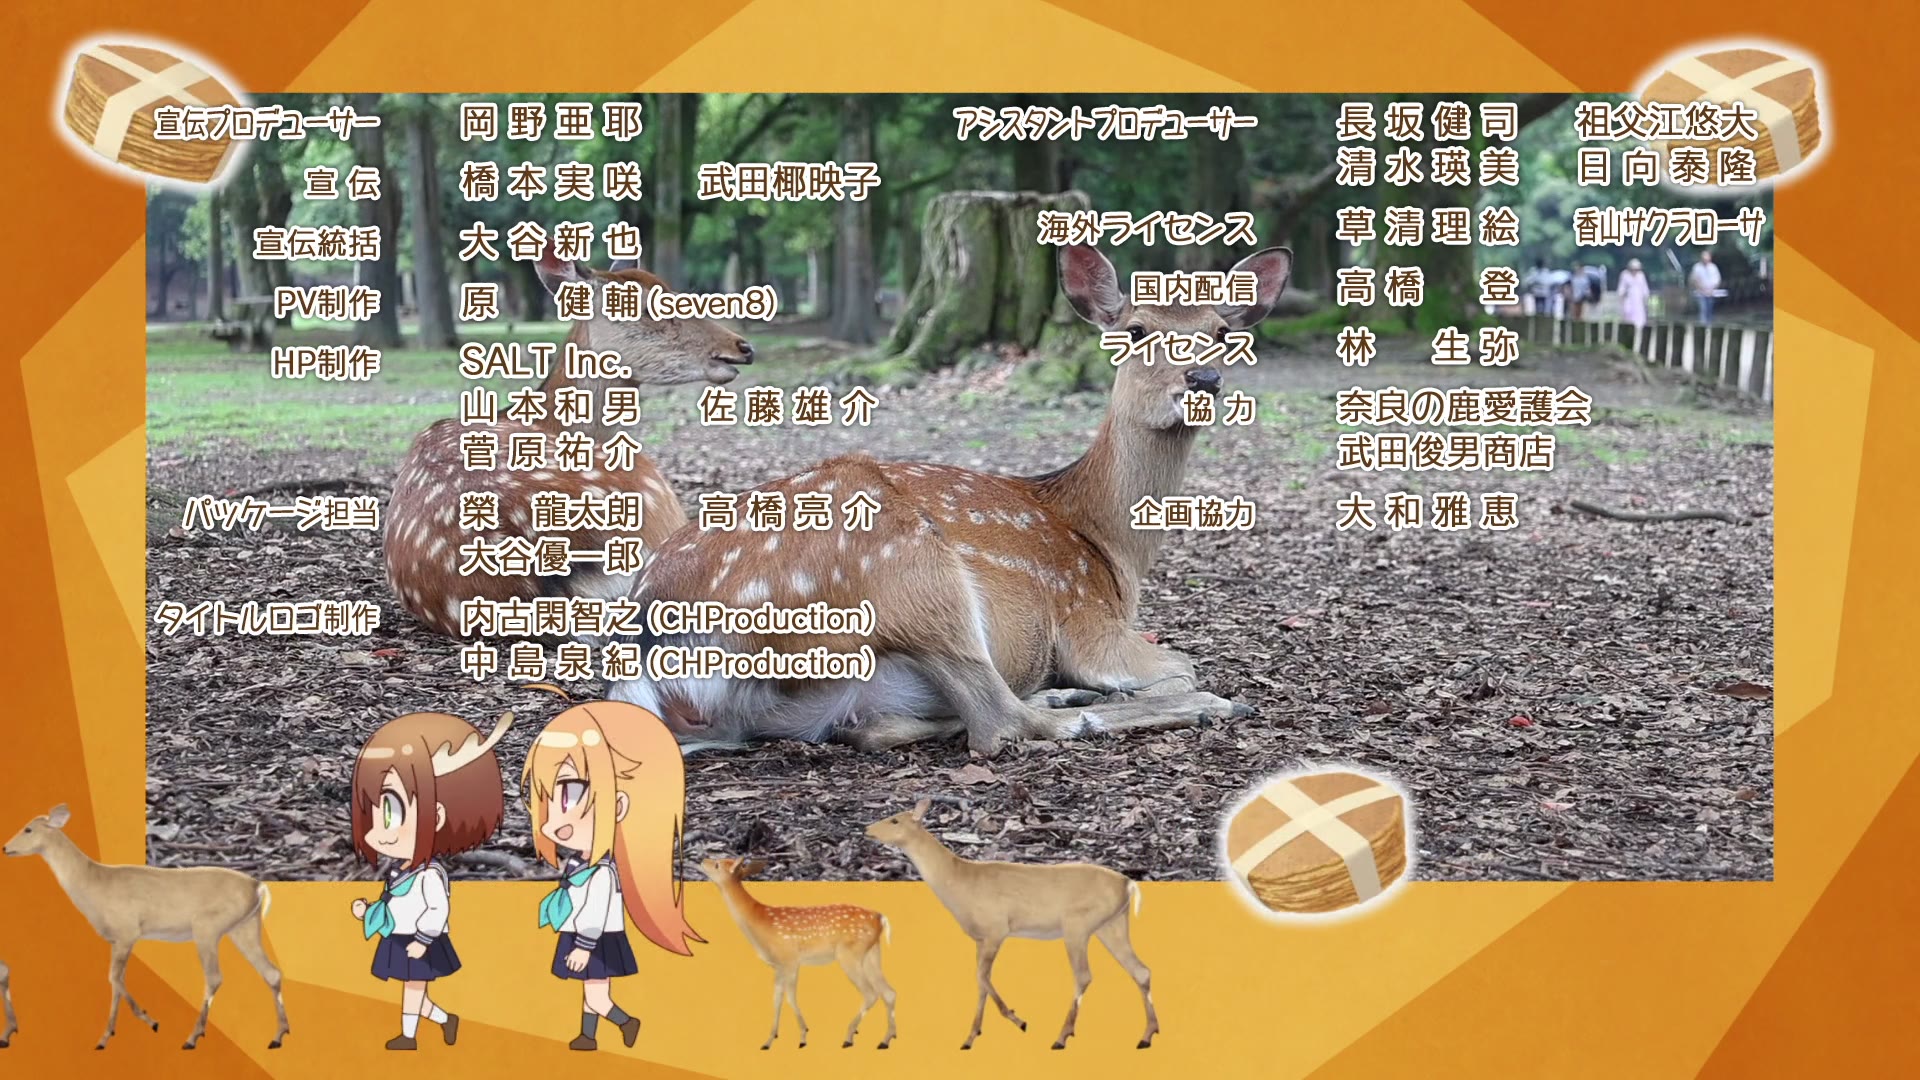 宣伝プロデューサー 岡野亜耶
宣伝 橋本実咲 武田椰映子
宣伝統括 大谷新也
PV制作 原 健輔(seven8)
HP制作 SALT Inc.
山本和男 佐藤雄介
菅原祐介
パッケージ担当 榮 龍太朗 高橋亮介
大谷優一郎
タイトルロゴ制作 内古閑智之(CHProduction)
中島泉紀(CHProduction)
アシスタントプロデューサー 長坂健司 祖父江悠大
清水瑛美 日向泰隆
海外ライセンス 草清理絵 香山サクラローサ
国内配信 高橋 登
ライセンス 林 生弥
協力 奈良の鹿愛護会
武田俊男商店
企画協力 大和雅恵